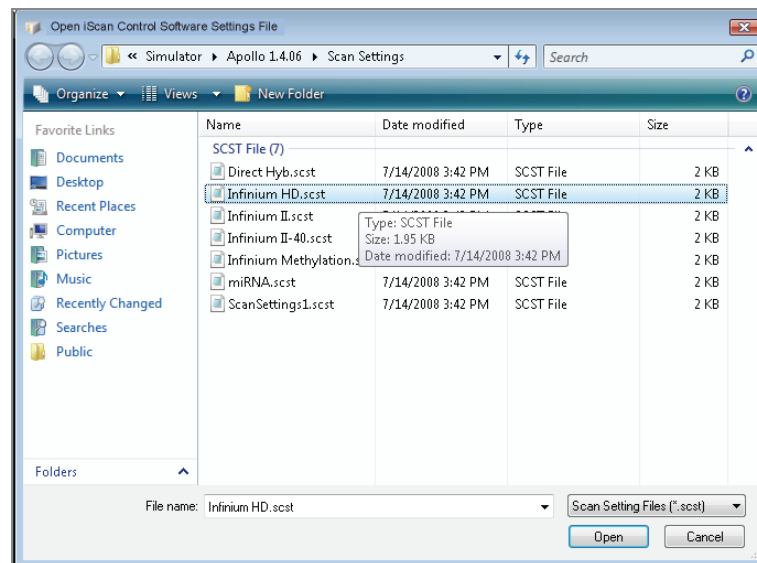 Open iScan Control Software Settings File
« Simulator ▸ Apollo 1.4.06 ▸ Scan Settings
Search
Organize Views New Folder
Favorite Links
Documents
Desktop
Recent Places
Computer
Pictures
Music
Recently Changed
Searches
Public
Folders
Name Date modified Type Size
SCST File (7)
Direct Hyb.scst 7/14/2008 3:42 PM SCST File 2 KB
Infinium HD.scst 7/14/2008 3:42 PM SCST File 2 KB
Infinium II.scst 2 KB
Infinium II-40.scst 2 KB
Infinium Methylation.s 2 KB
Type: SCST File
Size: 1.95 KB
Date modified: 7/14/2008 3:42 PM
miRNA.scst 7/14/2008 3:42 PM SCST File 2 KB
ScanSettings1.scst 7/14/2008 3:42 PM SCST File 2 KB
File name: Infinium HD.scst Scan Setting Files (*.scst)
Open Cancel